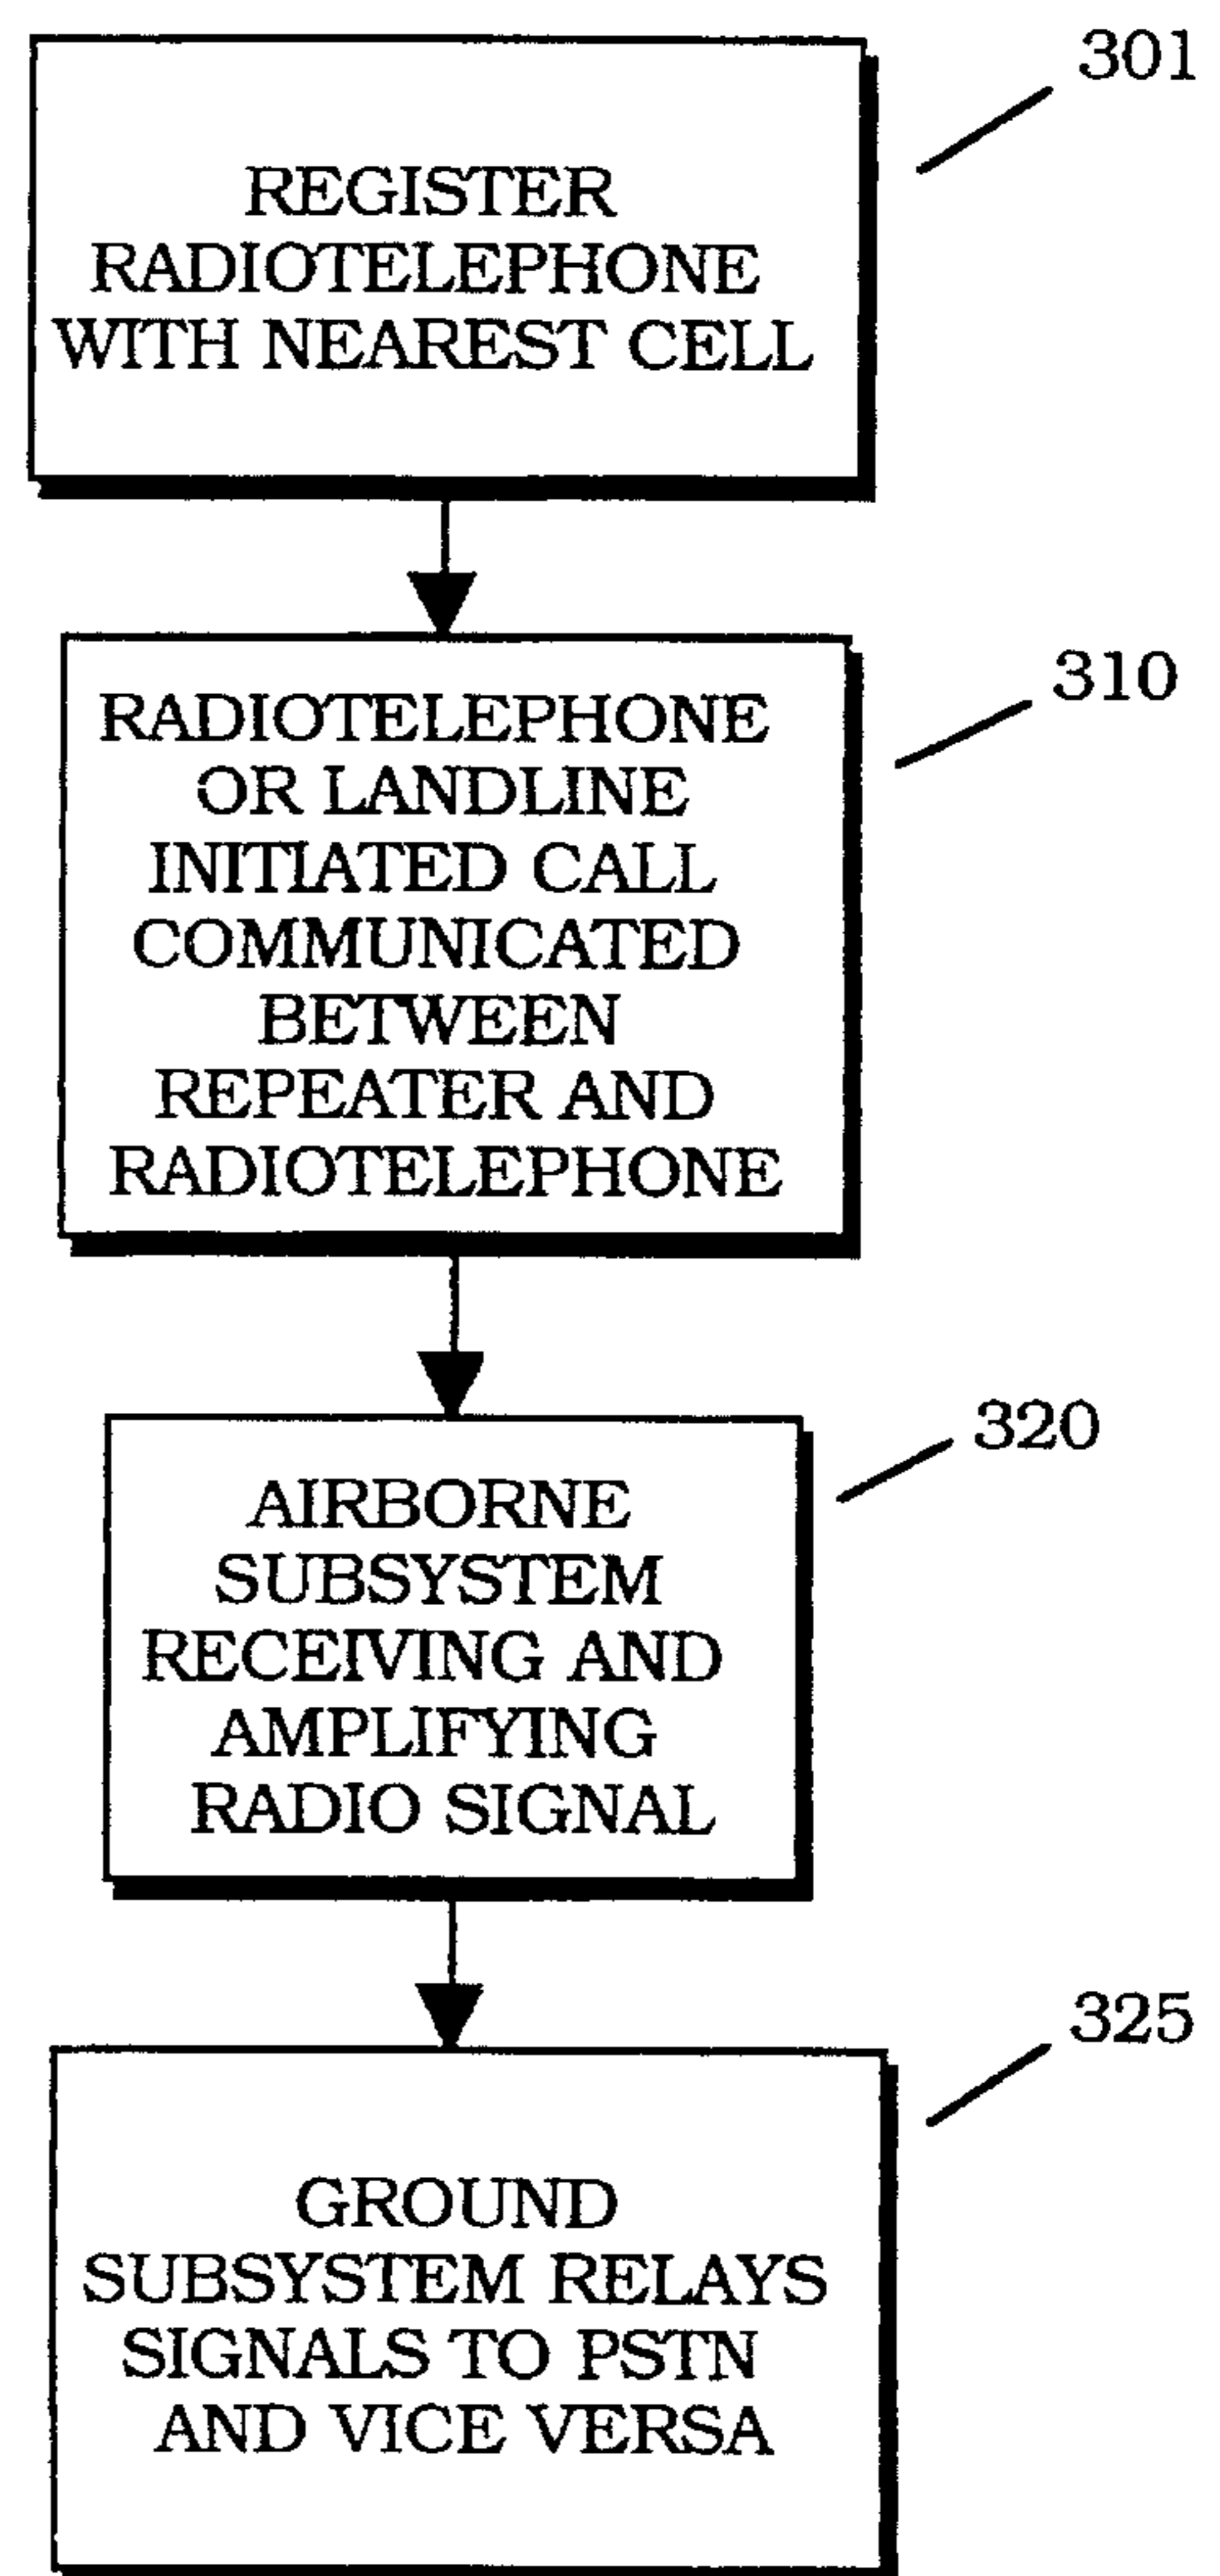 301
REGISTER
RADIOTELEPHONE
WITH NEAREST CELL
310
RADIOTELEPHONE
OR LANDLINE
INITIATED CALL
COMMUNICATED
BETWEEN
REPEATER AND
RADIOTELEPHONE
320
AIRBORNE
SUBSYSTEM
RECEIVING AND
AMPLIFYING
RADIO SIGNAL
325
GROUND
SUBSYSTEM RELAYS
SIGNALS TO PSTN
AND VICE VERSA